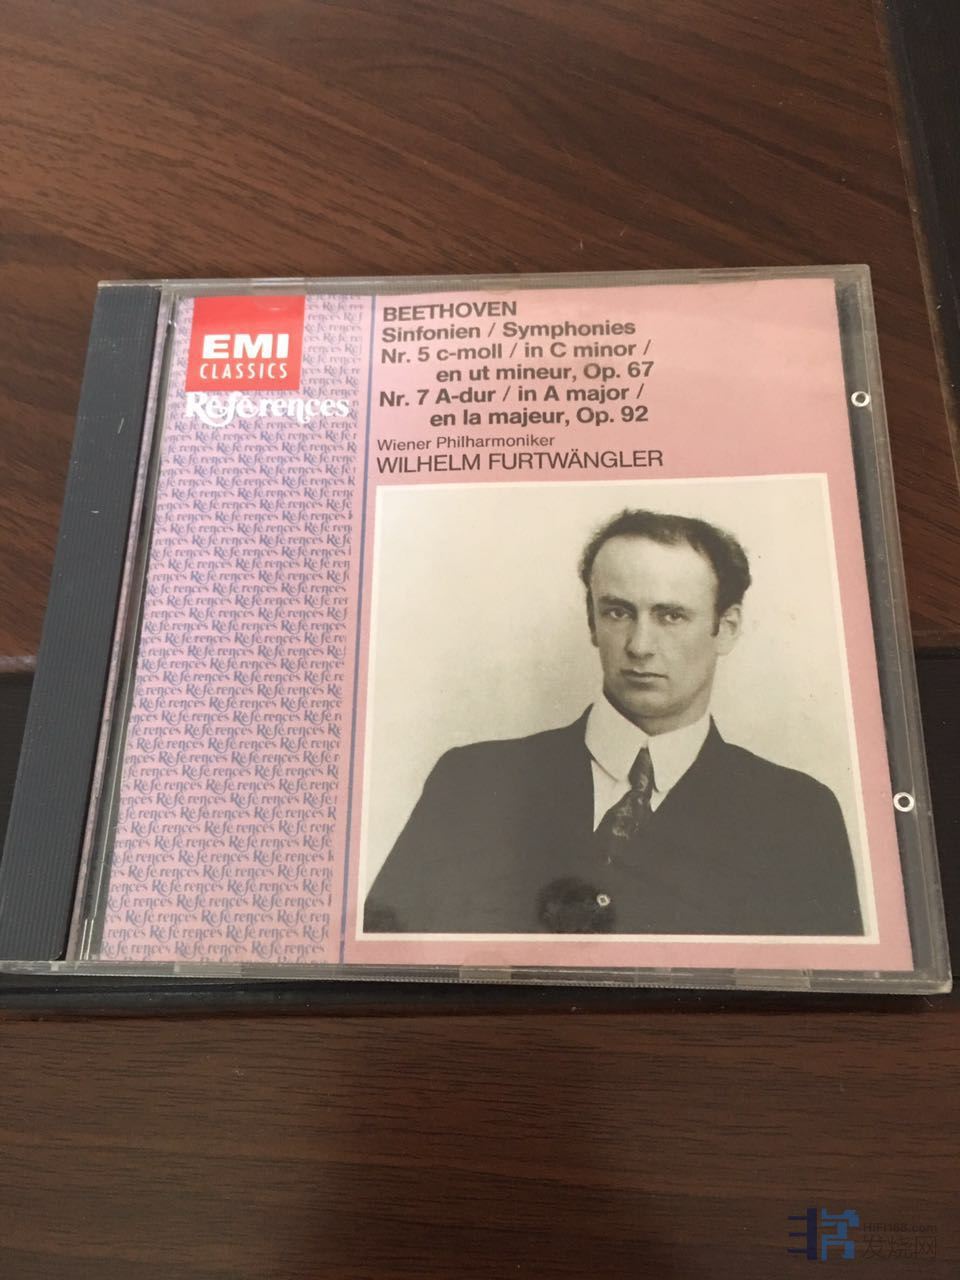 EMI
CLASSICS
Références
BEETHOVEN
Sinfonien / Symphonies
Nr. 5 c-moll / in C minor /
en ut mineur, Op. 67
Nr. 7 A-dur / in A major /
en la majeur, Op. 92
Wiener Philharmoniker
WILHELM FURTWÄNGLER
HiFi168.com
发烧网